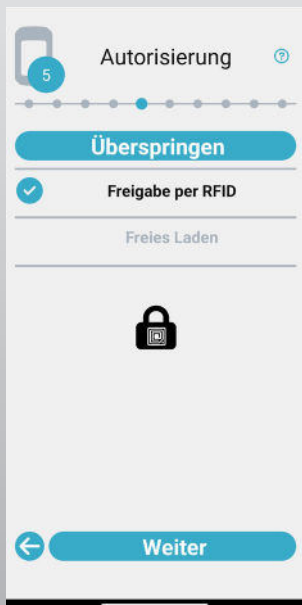 5
Autorisierung
?
Überspringen
Freigabe per RFID
Freies Laden
Weiter